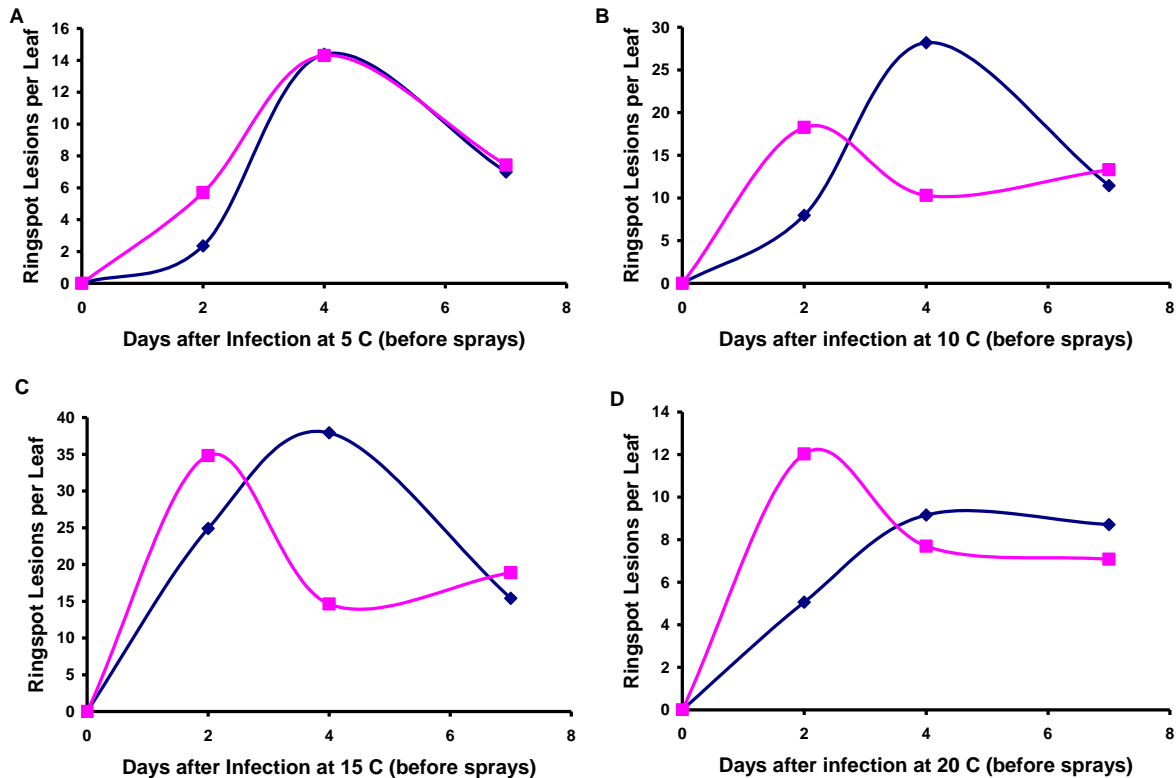 A
Ringspot Lesions per Leaf
16
14
12
10
8
6
4
2
0
0 2 4 6 8
Days after Infection at 5 C (before sprays)
B
Ringspot Lesions per Leaf
30
25
20
15
10
5
0
0 2 4 6 8
Days after infection at 10 C (before sprays)
C
Ringspot Lesions per Leaf
40
35
30
25
20
15
10
5
0
0 2 4 6 8
Days after Infection at 15 C (before sprays)
D
Ringspot Lesions per Leaf
14
12
10
8
6
4
2
0
0 2 4 6 8
Days after infection at 20 C (before sprays)